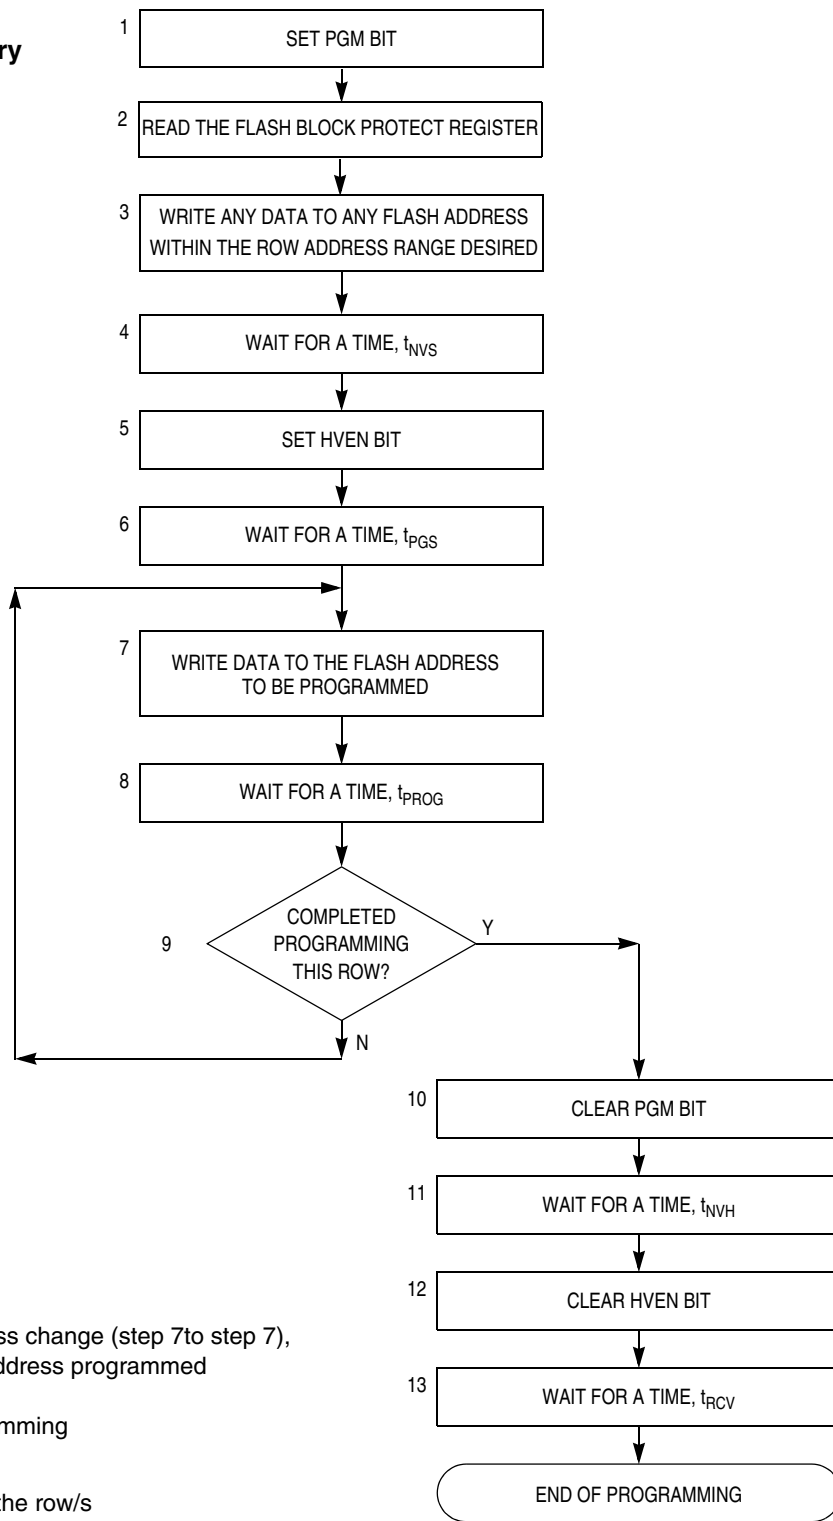 1
SET PGM BIT
2
READ THE FLASH BLOCK PROTECT REGISTER
3
WRITE ANY DATA TO ANY FLASH ADDRESS
WITHIN THE ROW ADDRESS RANGE DESIRED
4
WAIT FOR A TIME, tNVS
5
SET HVEN BIT
6
WAIT FOR A TIME, tPGS
7
WRITE DATA TO THE FLASH ADDRESS
TO BE PROGRAMMED
8
WAIT FOR A TIME, tPROG
9
COMPLETED
PROGRAMMING
THIS ROW?
Y
N
10
CLEAR PGM BIT
11
WAIT FOR A TIME, tNVH
12
CLEAR HVEN BIT
13
WAIT FOR A TIME, tRCV
END OF PROGRAMMING
change (step 7to step 7),
programmed
the row/s